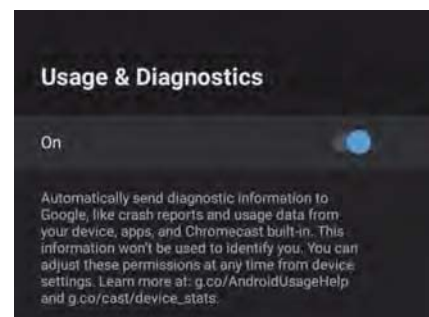 Usage & Diagnostics
On
Automatically send diagnostic information to
Google, like crash reports and usage data from
your device, apps, and Chromecast built-in. This
information won't be used to identify you. You can
adjust these permissions at any time from device
settings. Learn more at: g.co/AndroidUsageHelp
and g.co/cast/device_stats.